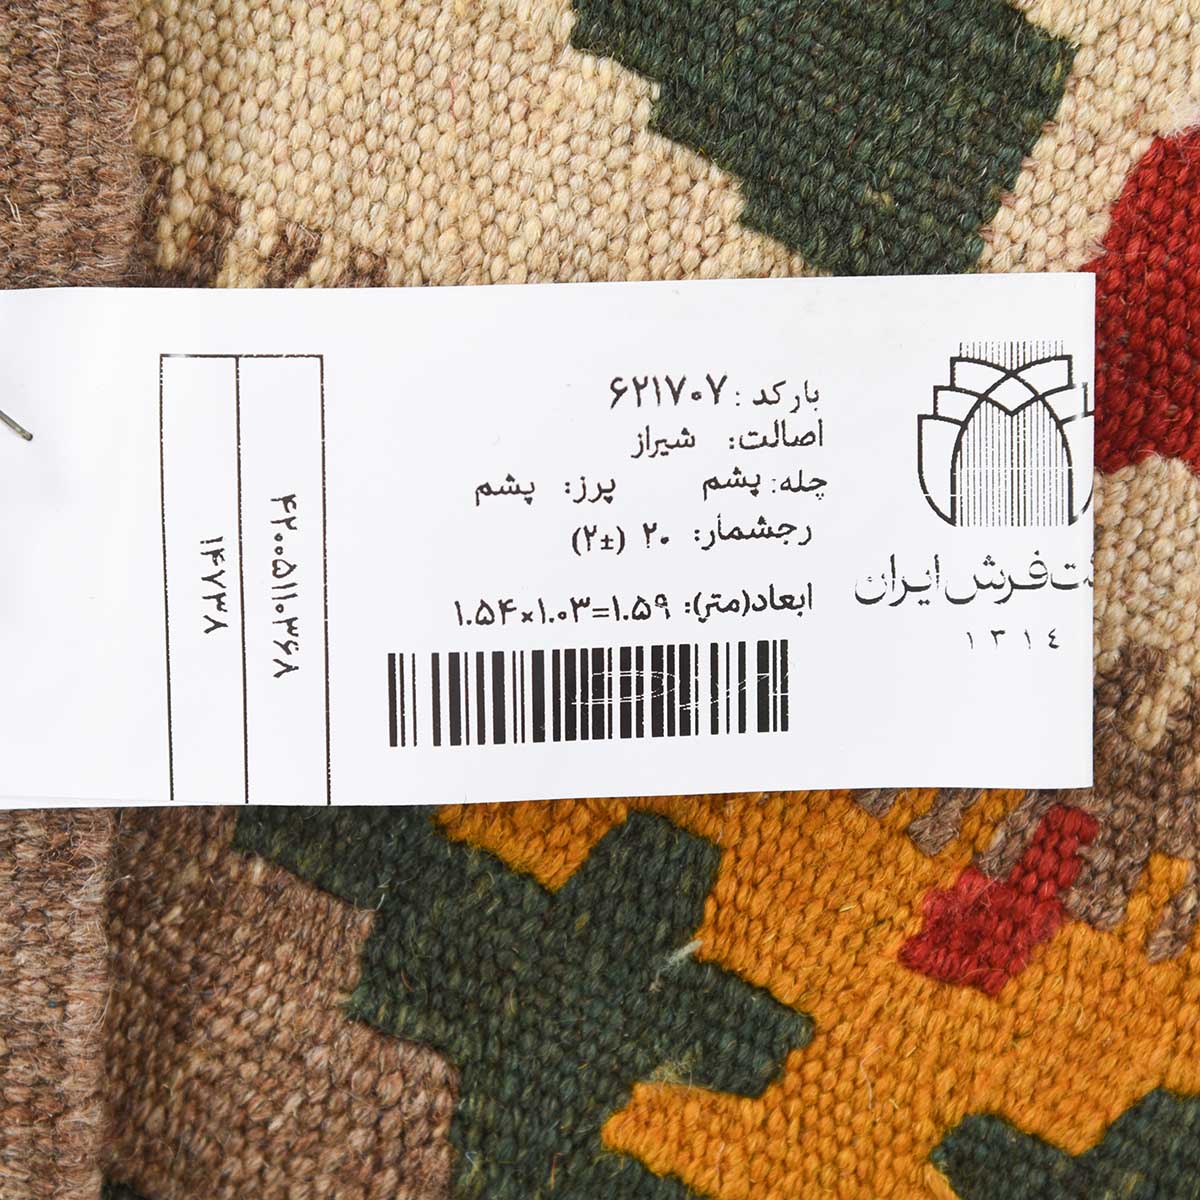 بارکد : ۶۲۱۷۰۷
اصالت: شیراز
چله: پشم پرز: پشم
رجشمار: ۲۰ (±۲)
ابعاد(متر): ۱.۵۴×۱.۰۳=۱.۵۹
فرش ایران
١٣١٤
۴۲۰۰۵۱۱۰۳۶۸
۱۴۷۳۸